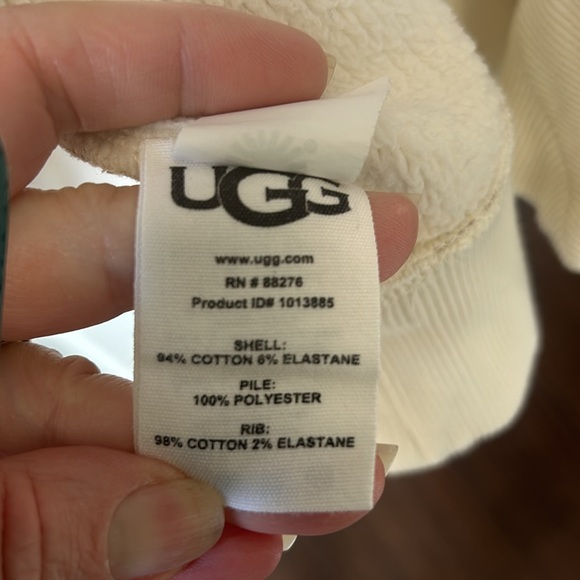 UGG
www.ugg.com
RN # 88276
Product ID# 1013885
SHELL:
94% COTTON 6% ELASTANE
PILE:
100% POLYESTER
RIB:
98% COTTON 2% ELASTANE